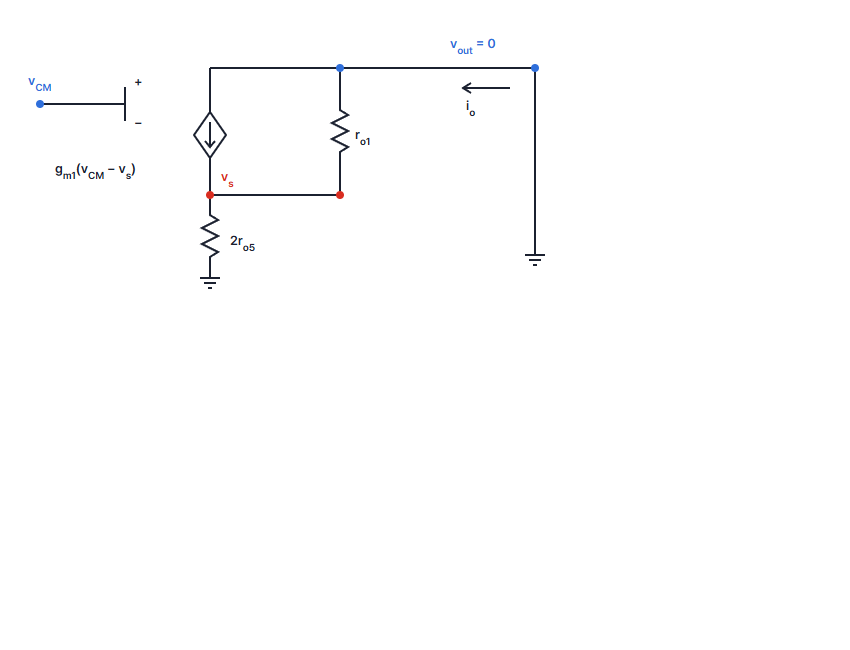 v_out = 0
v_CM
+
i_o
−
r_o1
g_m1(v_CM − v_s)
v_s
2r_o5